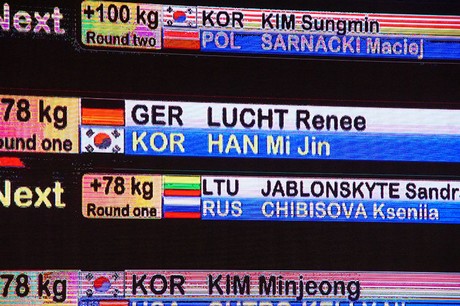 Next +100 kg KOR KIM Sungmin
Round two POL SARNACKI Maciej
78 kg GER LUCHT Renee
ound one KOR HAN Mi Jin
Next +78 kg LTU JABLONSKYTE Sandr
Round one RUS CHIBISOVA Kseniia
78 kg KOR KIM Minjeong